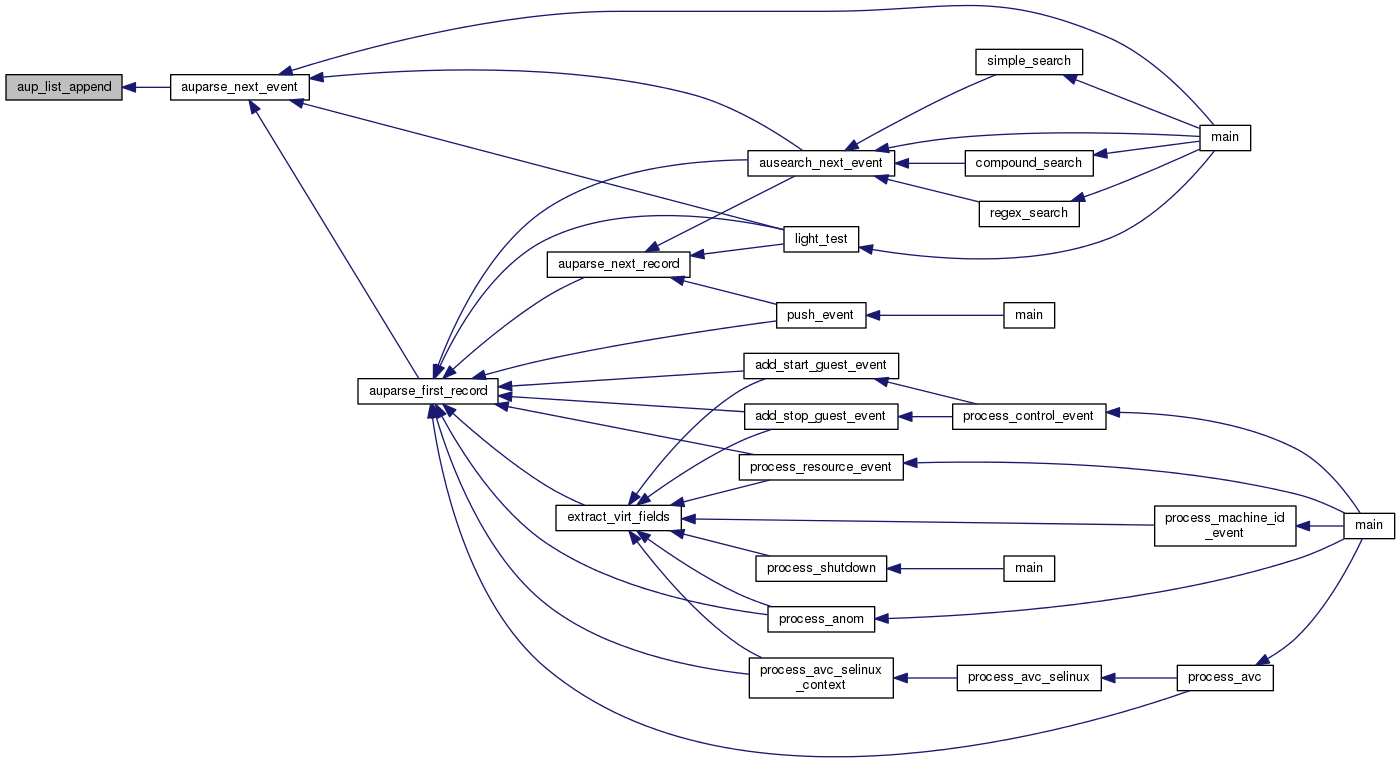 aup_list_append
auparse_next_event
simple_search
main
ausearch_next_event
compound_search
regex_search
light_test
auparse_next_record
push_event
main
auparse_first_record
add_start_guest_event
add_stop_guest_event
process_control_event
process_resource_event
extract_virt_fields
process_machine_id
_event
main
process_shutdown
main
process_anom
process_avc_selinux
_context
process_avc_selinux
process_avc